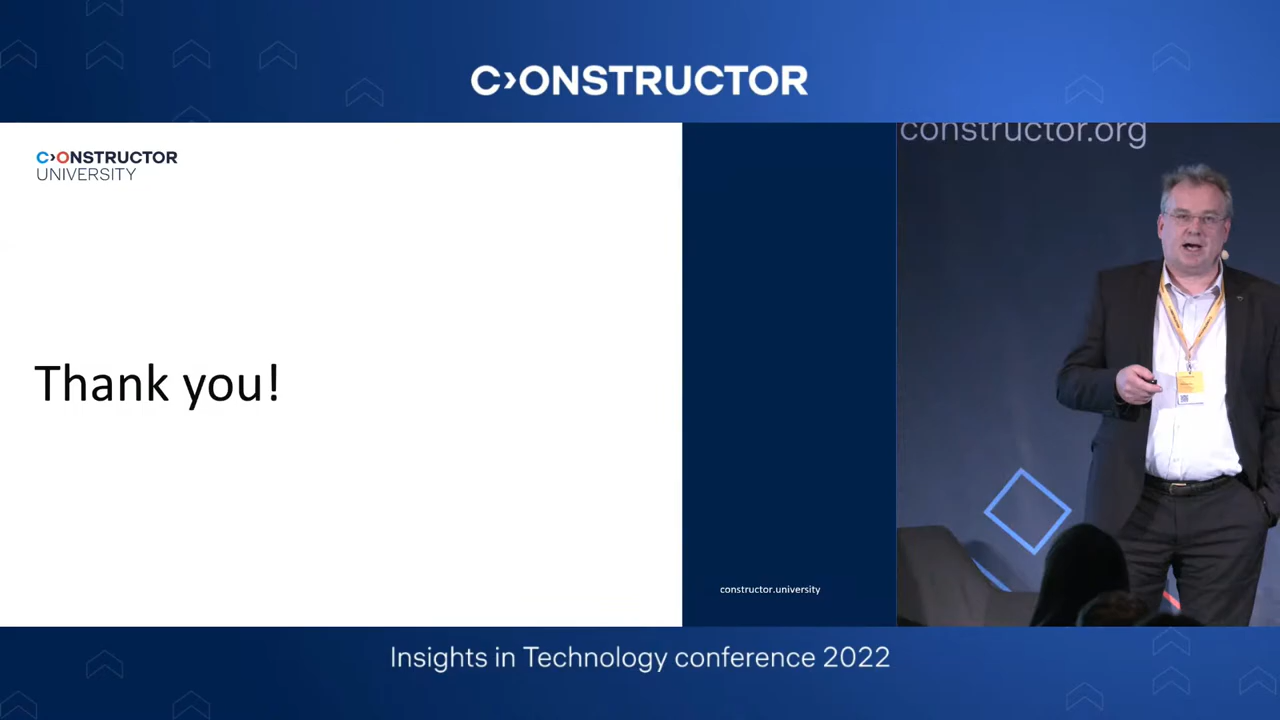 C›ONSTRUCTOR
C›ONSTRUCTOR
UNIVERSITY
constructor.org
Thank you!
constructor.university
Insights in Technology conference 2022